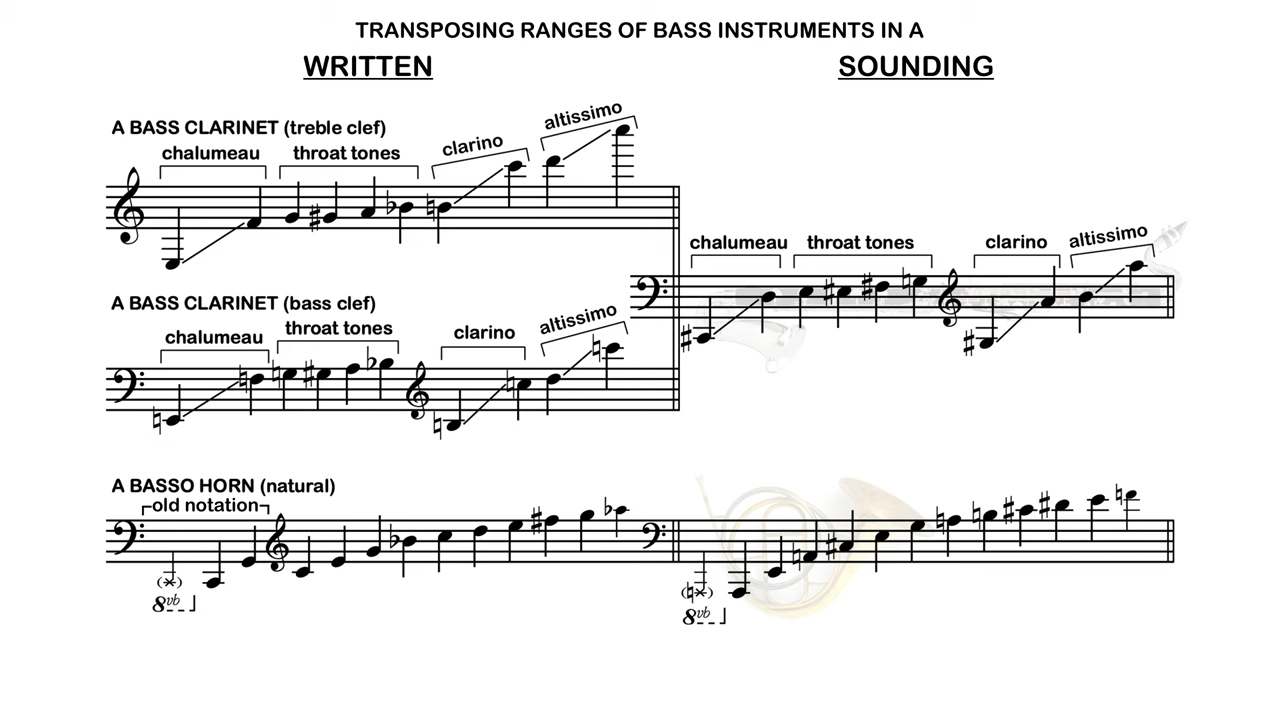 TRANSPOSING RANGES OF BASS INSTRUMENTS IN A
WRITTEN
SOUNDING
A BASS CLARINET (treble clef)
chalumeau
throat tones
clarino
altissimo
chalumeau
throat tones
clarino
altissimo
A BASS CLARINET (bass clef)
chalumeau
throat tones
clarino
altissimo
A BASSO HORN (natural)
old notation
8vb
8vb